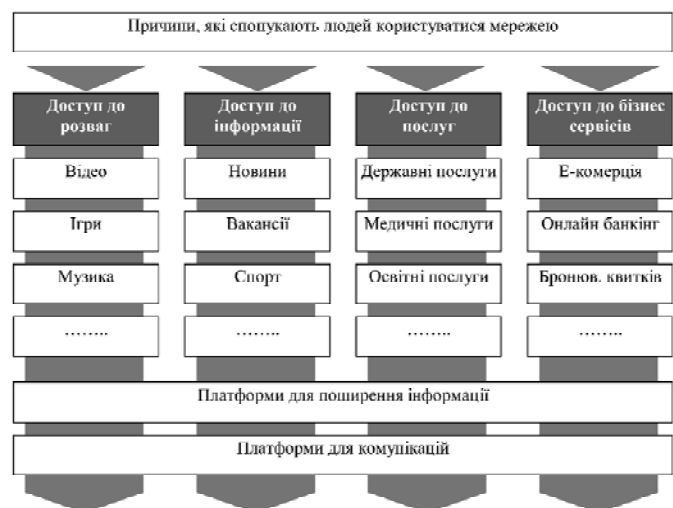 Причини, які спонукають людей користуватися мережею
Доступ до розваг
Доступ до інформації
Доступ до послуг
Доступ до бізнес сервісів
Відео
Новини
Державні послуги
Е-комерція
Ігри
Вакансії
Медичні послуги
Онлайн банкінг
Музика
Спорт
Освітні послуги
Бронюв. квитків
……..
……..
……..
……..
Платформи для поширення інформації
Платформи для комунікацій